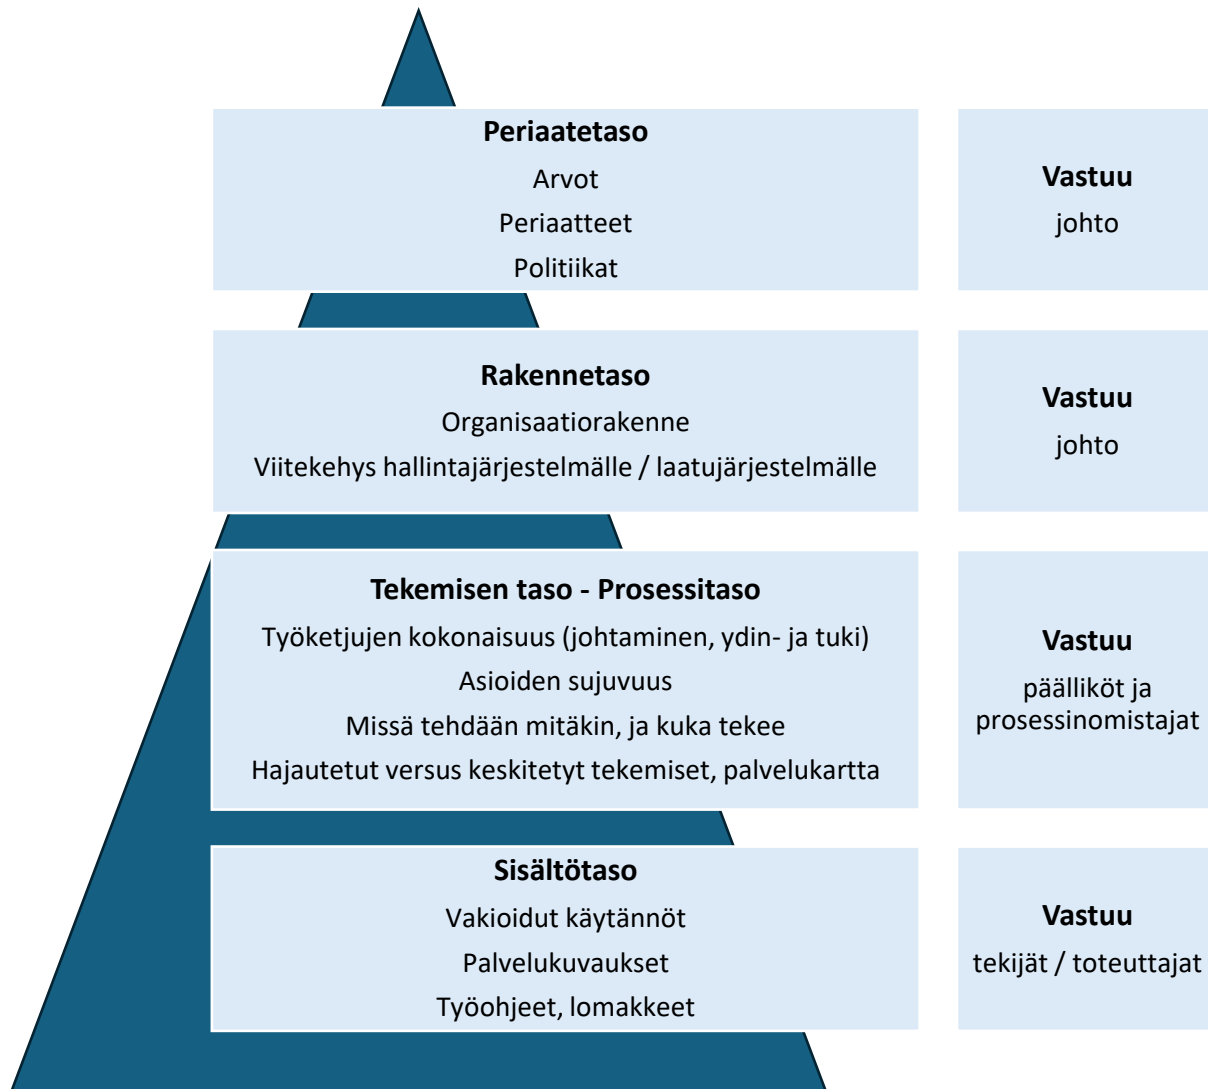 Periaatetaso
Arvot
Periaatteet
Politiikat
Vastuu
johto
Rakennetaso
Organisaatiorakenne
Viitekehys hallintajärjestelmälle / laatujärjestelmälle
Vastuu
johto
Tekemisen taso - Prosessitaso
Työketjujen kokonaisuus (johtaminen, ydin- ja tuki)
Asioiden sujuvuus
Missä tehdään mitäkin, ja kuka tekee
Hajautetut versus keskitetyt tekemiset, palvelukartta
Vastuu
päälliköt ja
prosessinomistajat
Sisältötaso
Vakioidut käytännöt
Palvelukuvaukset
Työohjeet, lomakkeet
Vastuu
tekijät / toteuttajat